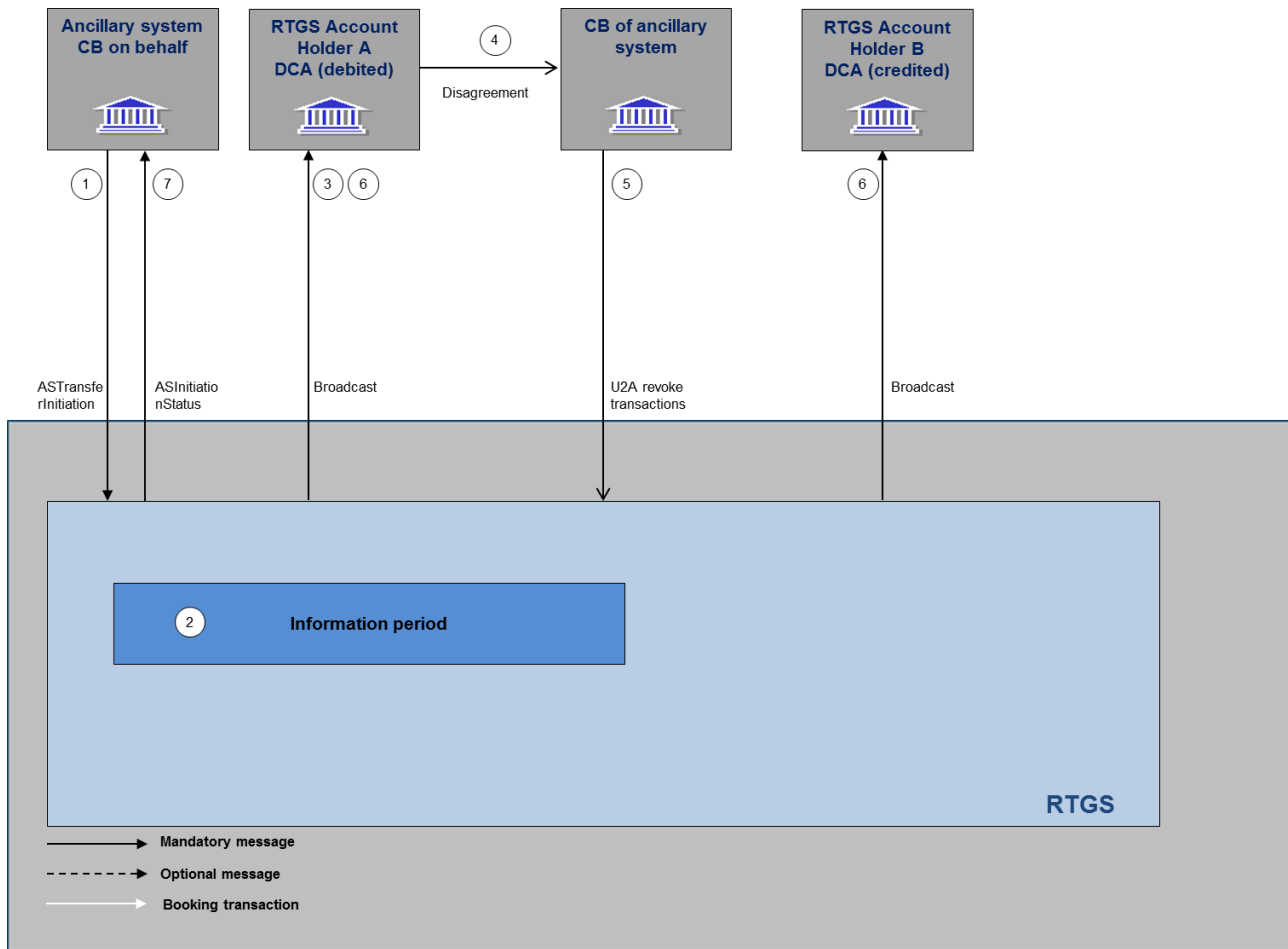 Ancillary system
CB on behalf
RTGS Account
Holder A
DCA (debited)
4
Disagreement
CB of ancillary
system
RTGS Account
Holder B
DCA (credited)
1
7
3
6
5
6
ASTransfe
rInitiation
ASInitiatio
nStatus
Broadcast
U2A revoke
transactions
Broadcast
2
Information period
RTGS
Mandatory message
Optional message
Booking transaction